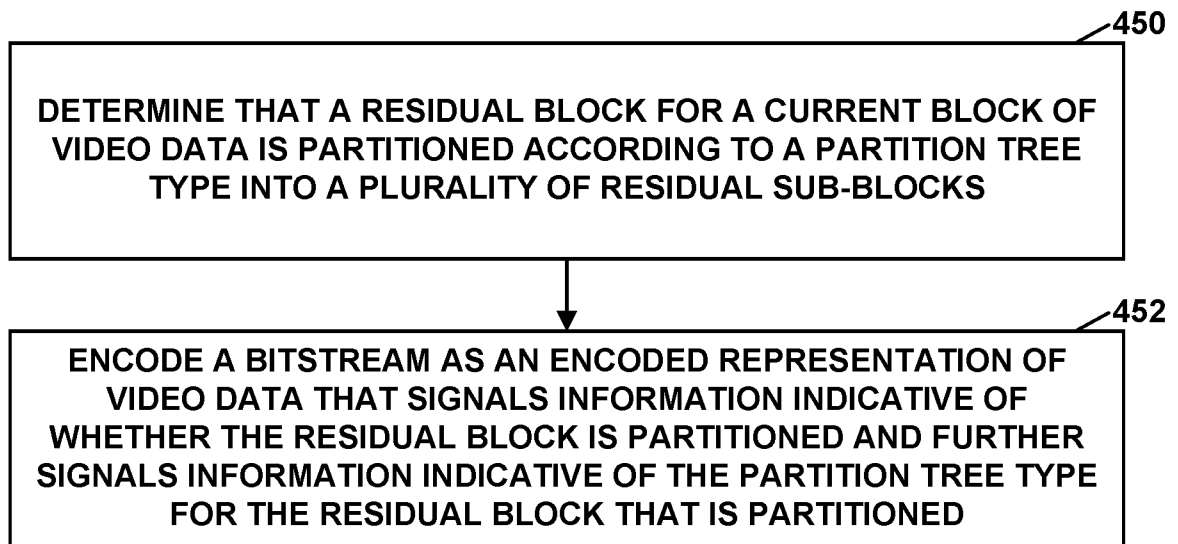 450
DETERMINE THAT A RESIDUAL BLOCK FOR A CURRENT BLOCK OF
VIDEO DATA IS PARTITIONED ACCORDING TO A PARTITION TREE
TYPE INTO A PLURALITY OF RESIDUAL SUB-BLOCKS
452
ENCODE A BITSTREAM AS AN ENCODED REPRESENTATION OF
VIDEO DATA THAT SIGNALS INFORMATION INDICATIVE OF
WHETHER THE RESIDUAL BLOCK IS PARTITIONED AND FURTHER
SIGNALS INFORMATION INDICATIVE OF THE PARTITION TREE TYPE
FOR THE RESIDUAL BLOCK THAT IS PARTITIONED